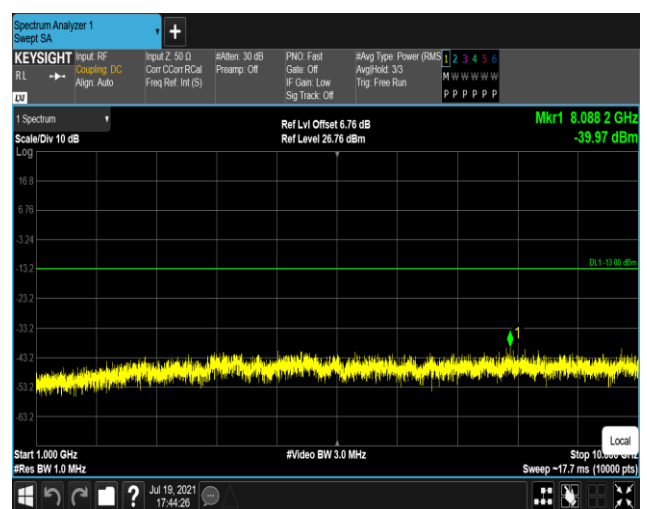 Spectrum Analyzer 1
Swept SA
+
KEYSIGHT Input: RF Input Z: 50 Ω #Atten: 30 dB PNO: Fast #Avg Type: Power (RMS 1 2 3 4 5 6
RL Coupling: DC Corr CCorr RCal Preamp: Off Gate: Off Avg|Hold: 3/3 M W W W W W
Align: Auto Freq Ref: Int (S) IF Gain: Low Trig: Free Run
Sig Track: Off P P P P P P
LXI
1 Spectrum Ref Lvl Offset 6.76 dB Mkr1 8.088 2 GHz
Scale/Div 10 dB Ref Level 26.76 dBm -39.97 dBm
Log
16.8
6.76
-3.24
-13.2 DL1 -13.00 dBm
-23.2
-33.2
1
-43.2
-53.2
-63.2
Local
Start 1.000 GHz #Video BW 3.0 MHz Stop 10.000 GHz
#Res BW 1.0 MHz Sweep ~17.7 ms (10000 pts)
? Jul 19, 2021
17:44:26